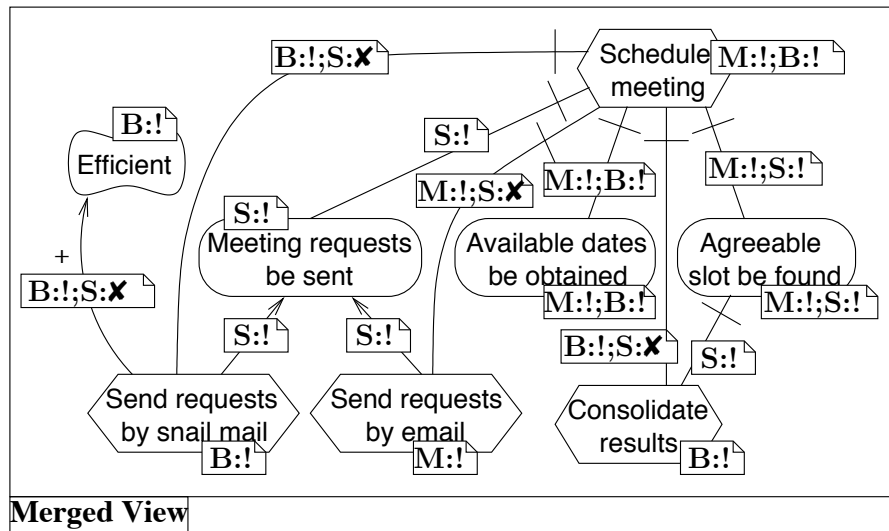 B:!;S:✘
Schedule
meeting
M:!;B:!
B:!
Efficient
S:!
M:!;S:✘
M:!;B:!
M:!;S:!
S:!
Meeting requests
be sent
Available dates
be obtained
Agreeable
slot be found
+
B:!;S:✘
M:!;B:!
M:!;S:!
S:!
S:!
B:!;S:✘
S:!
Send requests
by snail mail
Send requests
by email
Consolidate
results
B:!
M:!
B:!
Merged View